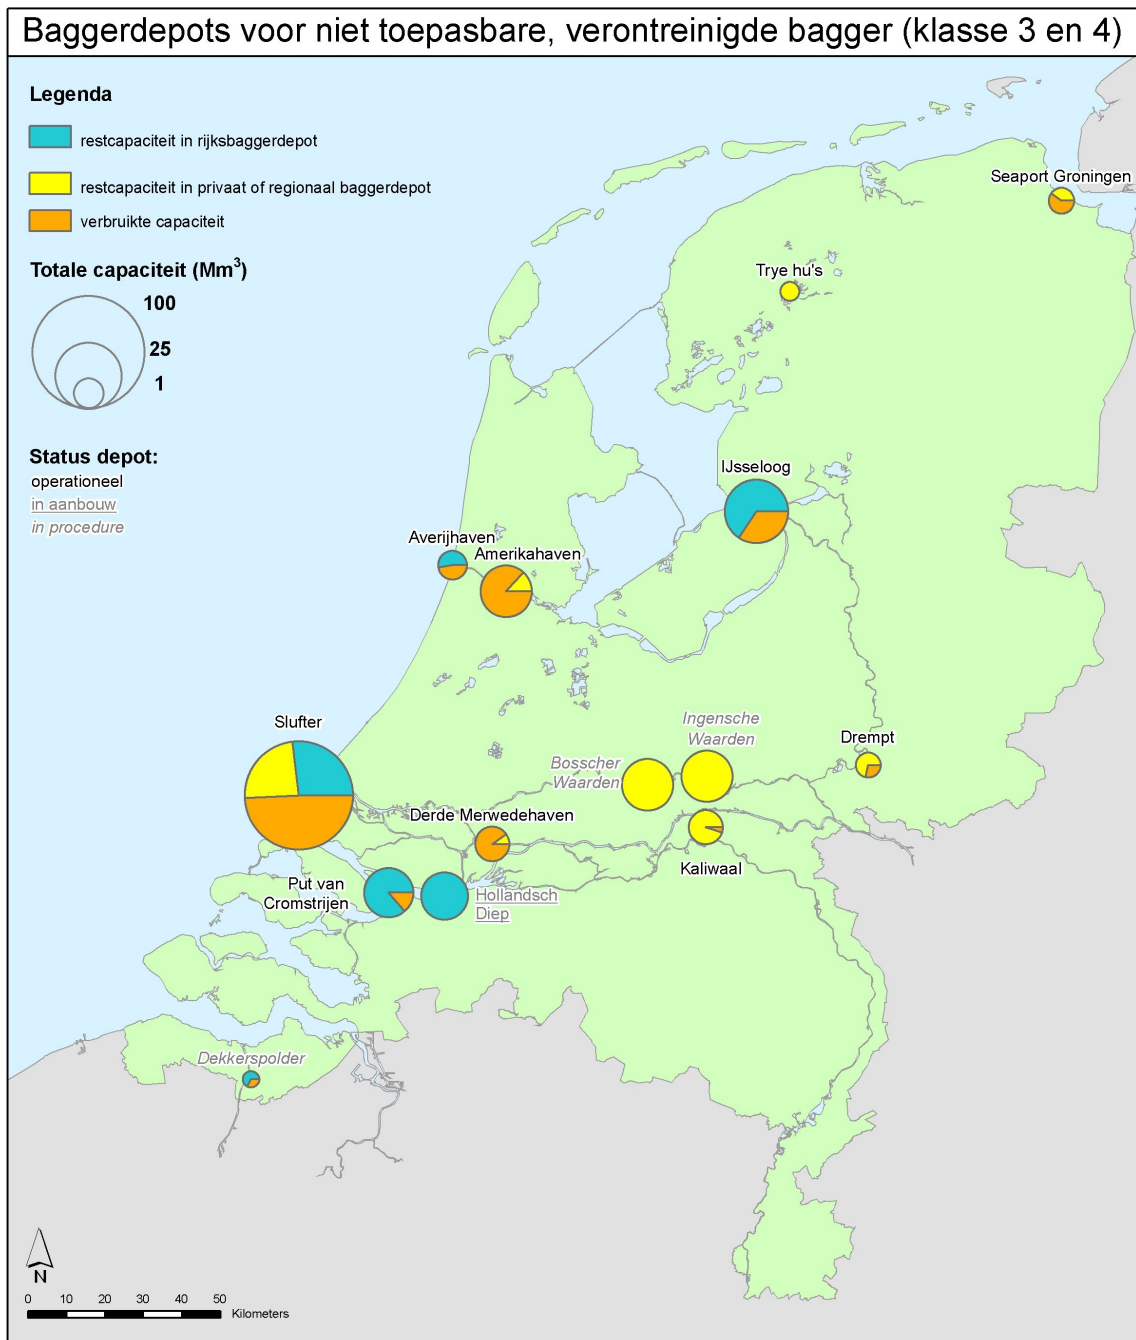 Baggerdepots voor niet toepasbare, verontreinigde bagger (klasse 3 en 4)
Legenda
restcapaciteit in rijksbaggerdepot
restcapaciteit in privaat of regionaal baggerdepot
verbruikte capaciteit
Totale capaciteit (Mm³)
100
25
1
Status depot:
operationeel
in aanbouw
in procedure
Seaport Groningen
Trye hu's
IJsseloog
Averijhaven
Amerikahaven
Slufter
Ingensche
Waarden
Drempt
Bosscher
Waarden
Derde Merwedehaven
Kaliwaal
Put van
Cromstrijen
Hollandsch
Diep
Dekkerspolder
N
0 10 20 30 40 50
Kilometers